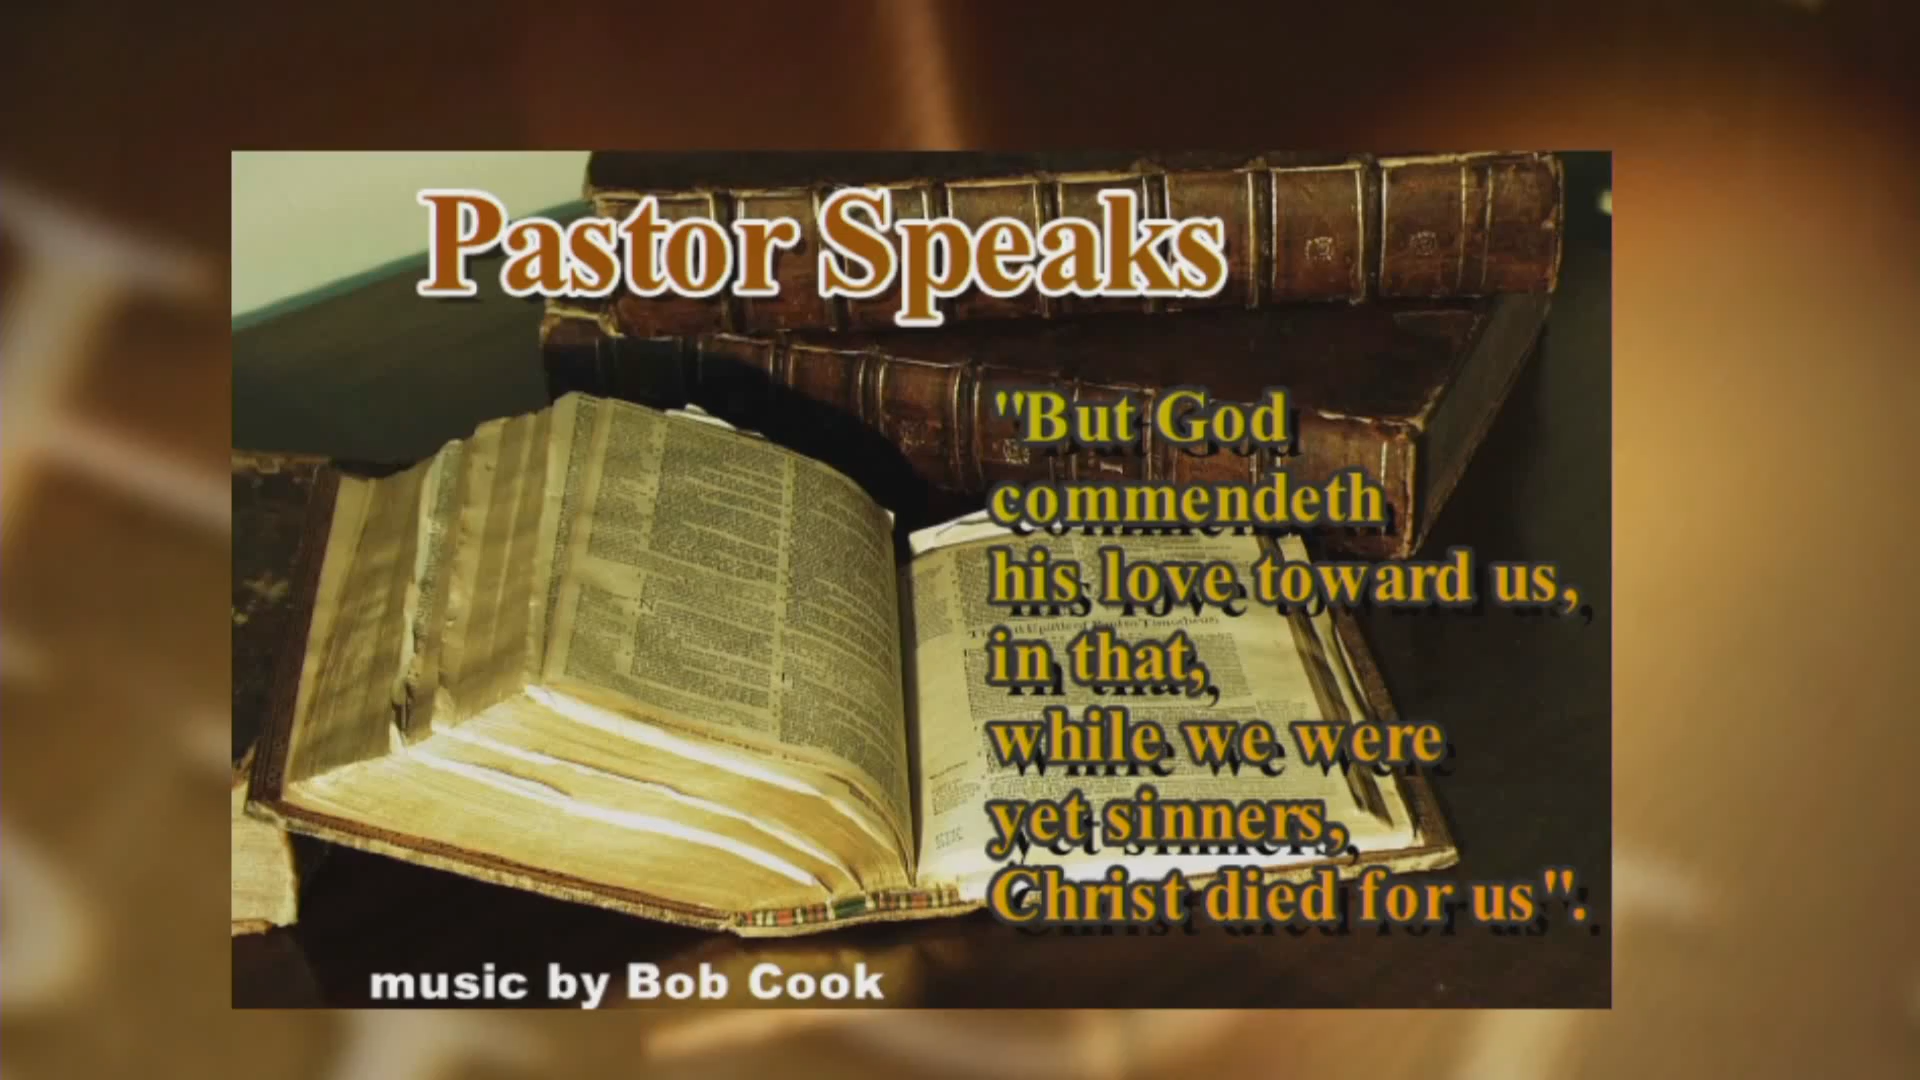 Pastor Speaks
"But God
commendeth
his love toward us,
in that,
while we were
yet sinners,
Christ died for us".
music by Bob Cook